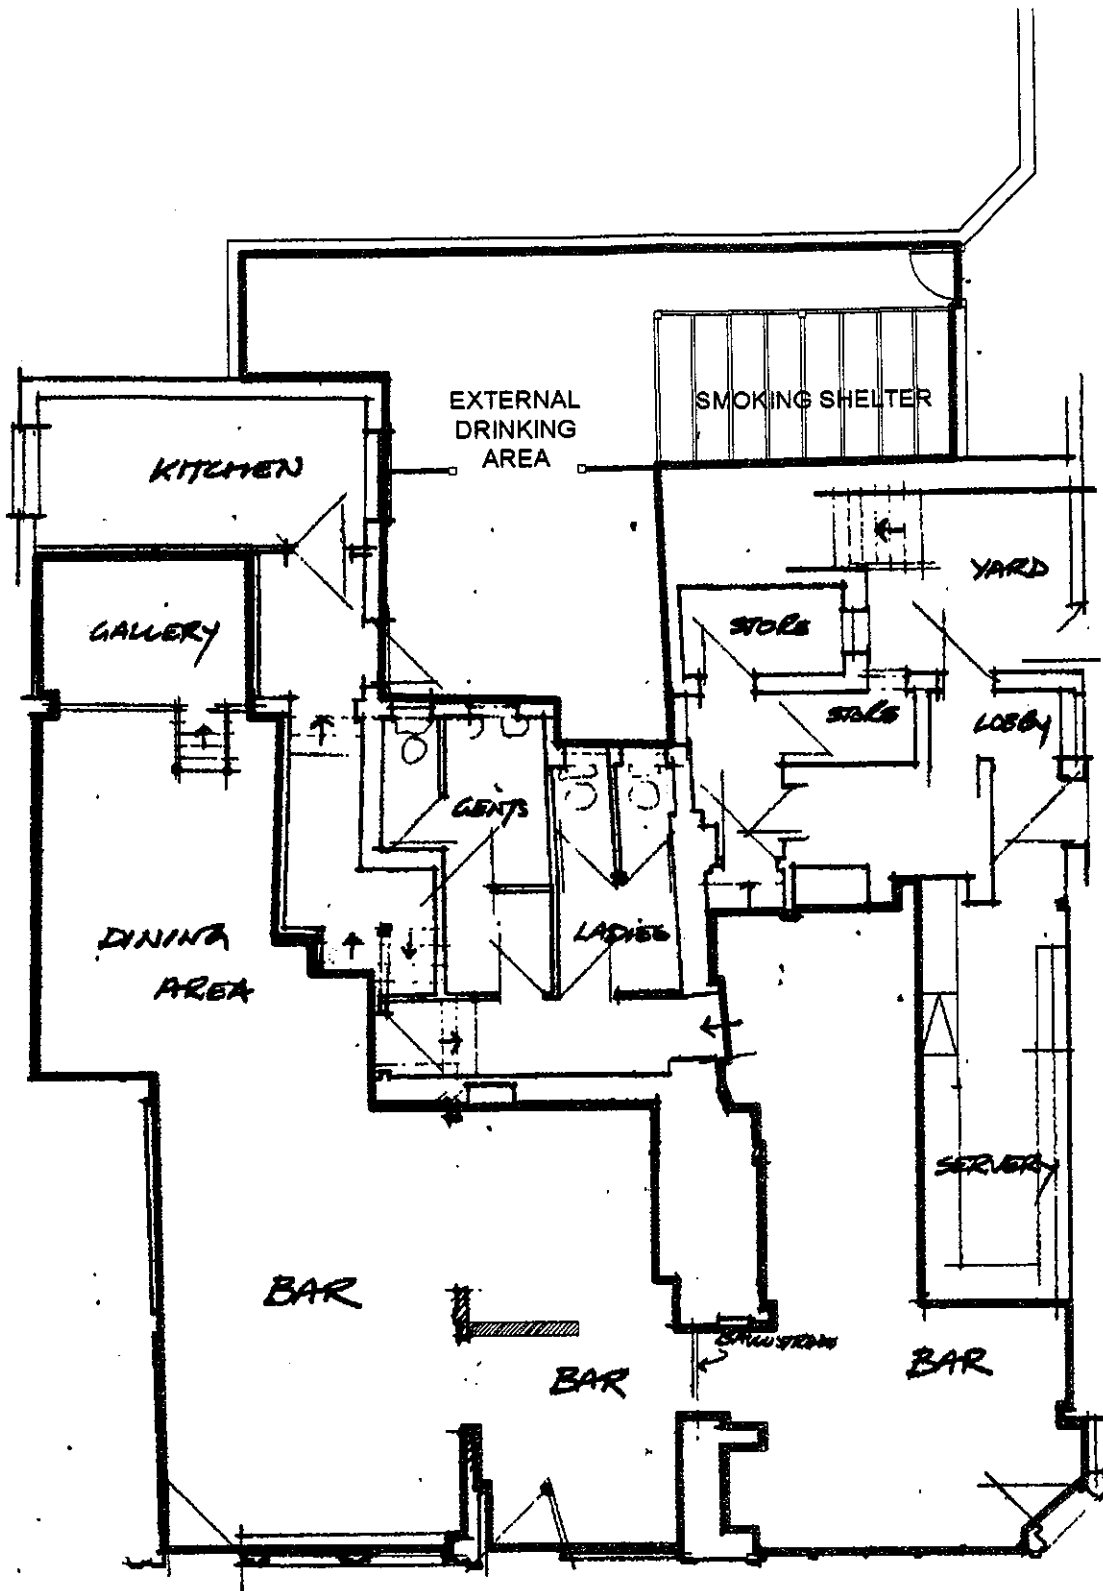 EXTERNAL
DRINKING
AREA
SMOKING SHELTER
KITCHEN
YARD
GALLERY
STORE
STORE
LOBBY
GENTS
LADIES
DINING
AREA
SERVERY
BAR
BALLUSTRADE
BAR
BAR